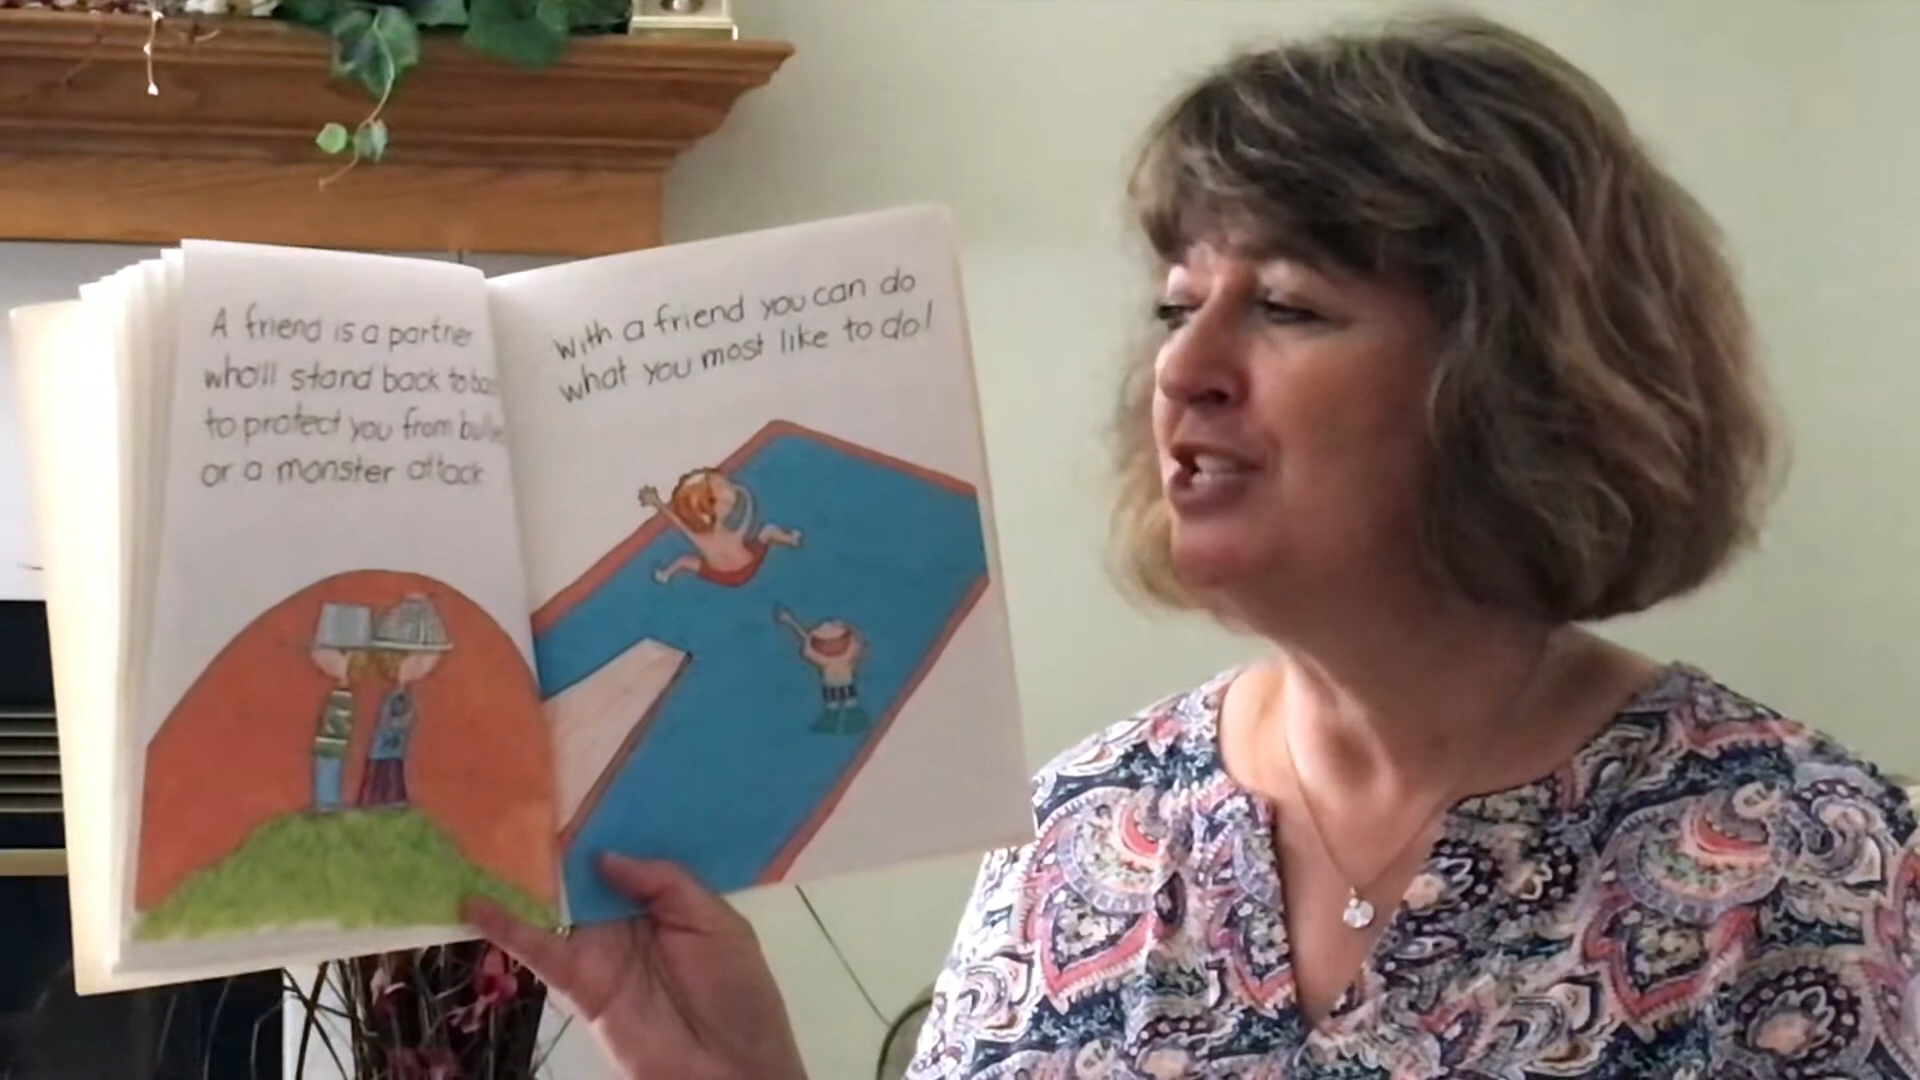 A friend is a partner
who'll stand back to
to protect you from
or a monster attack
With a friend you can do
what you most like to do!